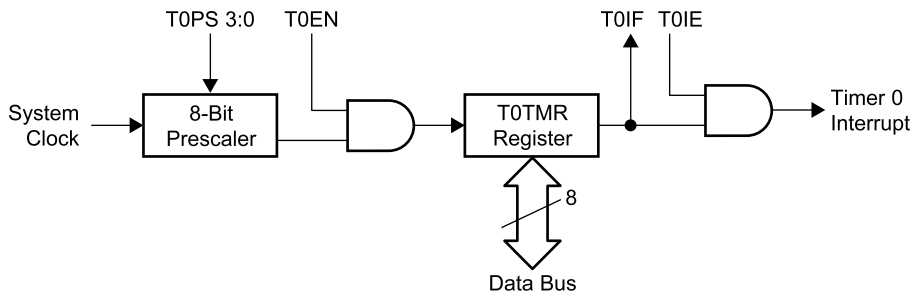 T0PS 3:0
T0EN
T0IF
T0IE
System
Clock
8-Bit
Prescaler
T0TMR
Register
Timer 0
Interrupt
8
Data Bus